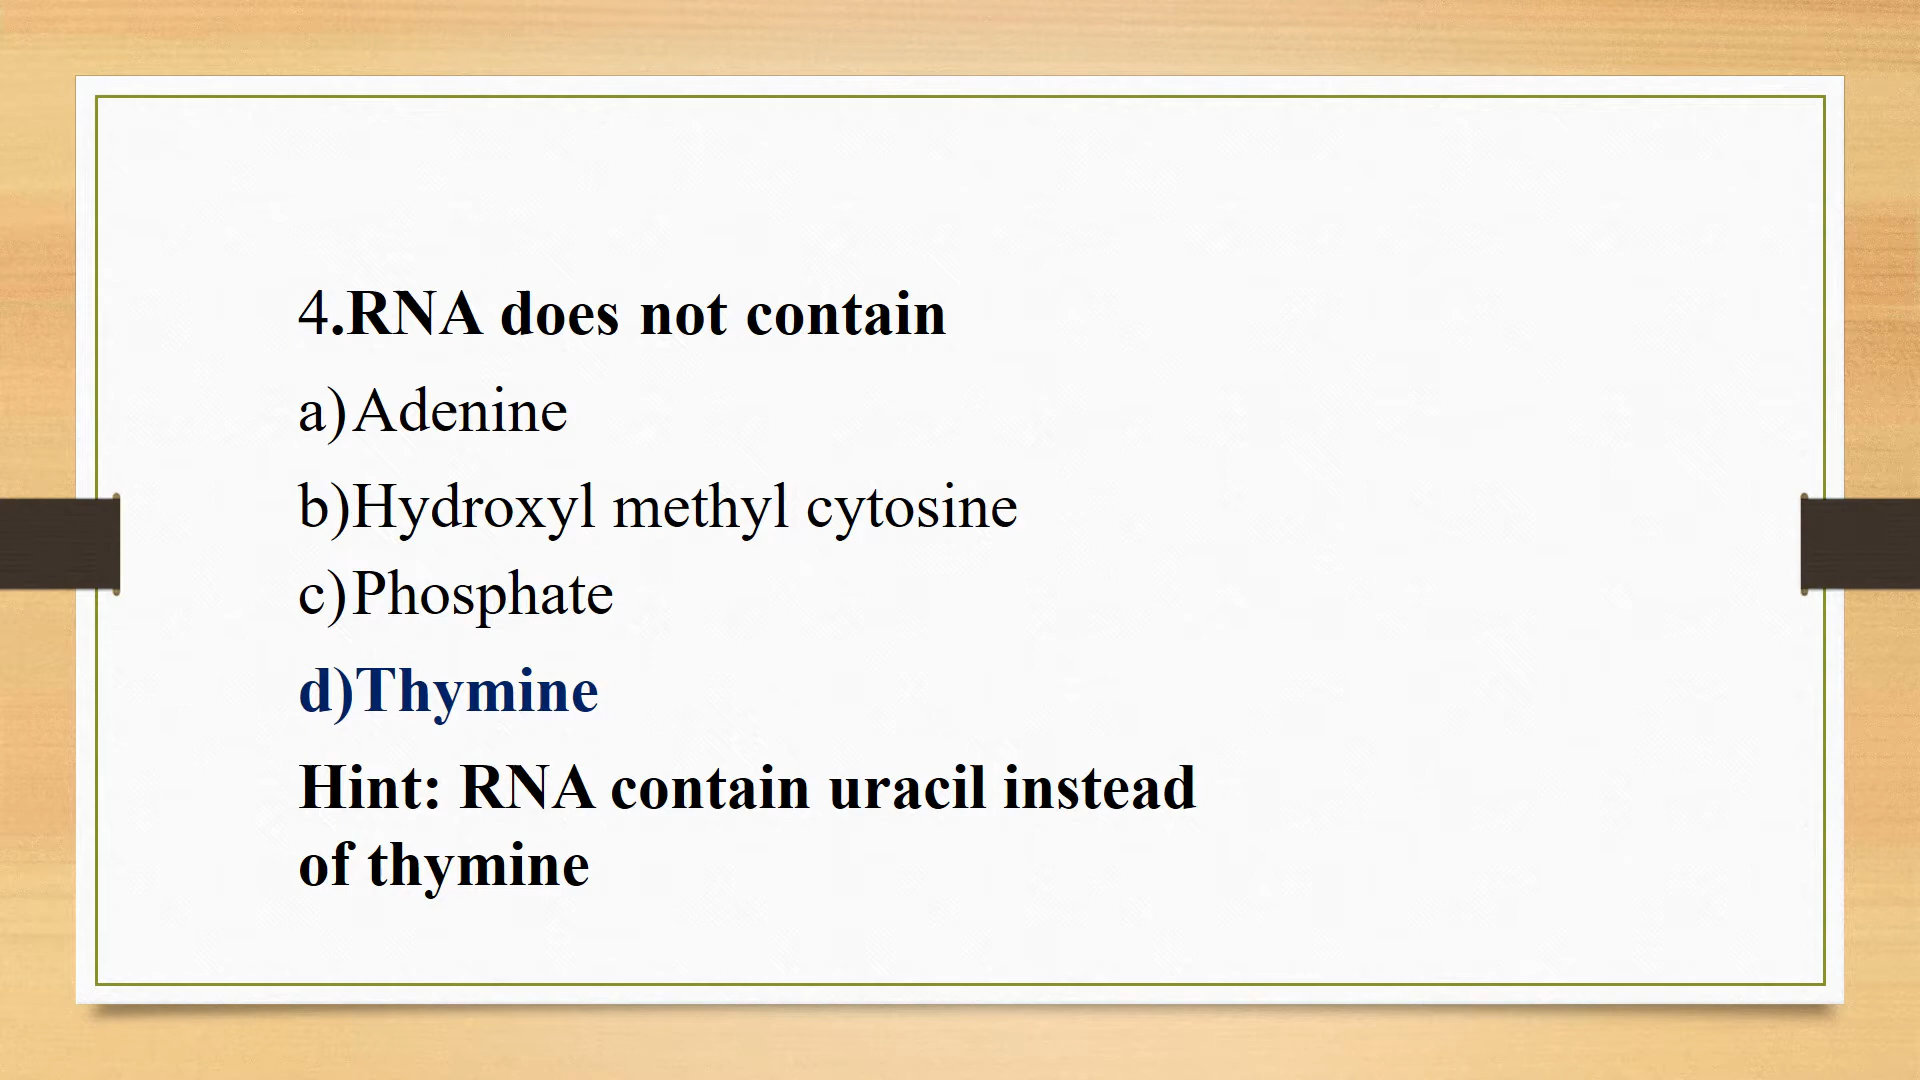 4.RNA does not contain
a)Adenine
b)Hydroxyl methyl cytosine
c)Phosphate
d)Thymine
Hint: RNA contain uracil instead
of thymine